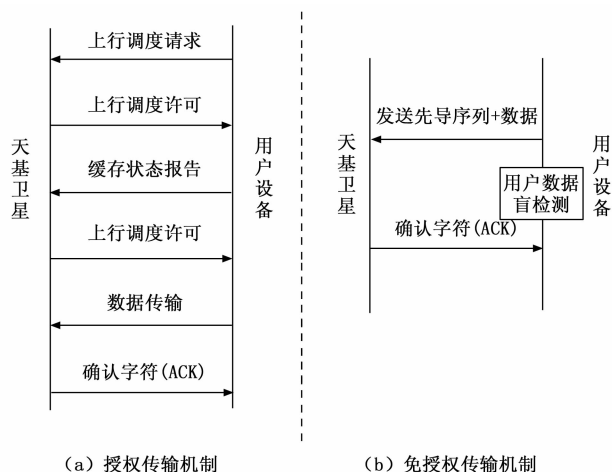 上行调度请求
上行调度许可
缓存状态报告
上行调度许可
数据传输
确认字符(ACK)
天基卫星
用户设备
(a) 授权传输机制
发送先导序列+数据
用户数据
盲检测
确认字符(ACK)
天基卫星
用户设备
(b) 免授权传输机制